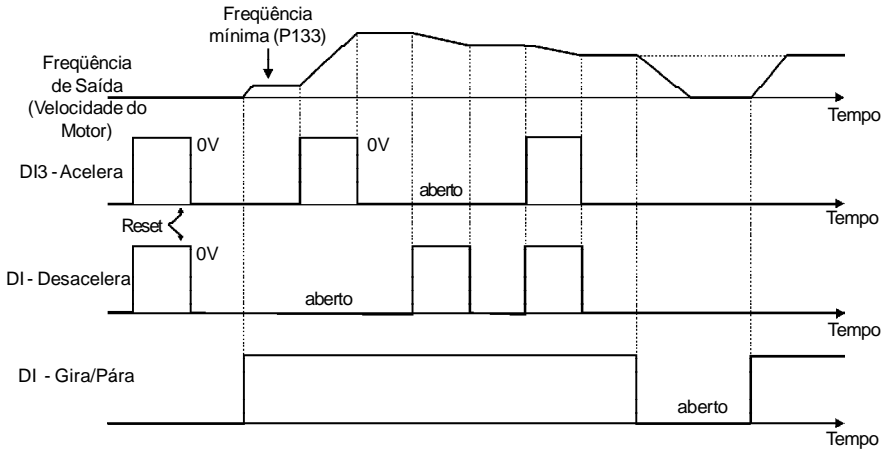 Freqüência
mínima (P133)
Freqüência
de Saída
(Velocidade do
Motor)
Tempo
0V
0V
DI3 - Acelera
aberto
Tempo
Reset
0V
DI - Desacelera
aberto
Tempo
DI - Gira/Pára
aberto
Tempo